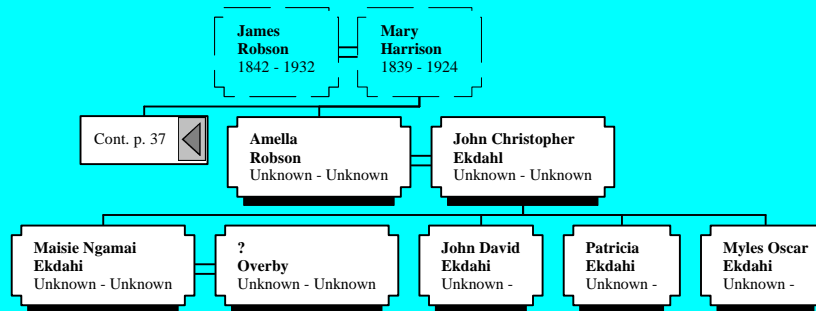 James
Robson
1842 - 1932
Mary
Harrison
1839 - 1924
Cont. p. 37
Amella
Robson
Unknown - Unknown
John Christopher
Ekdahl
Unknown - Unknown
Maisie Ngamai
Ekdahi
Unknown - Unknown
?
Overby
Unknown - Unknown
John David
Ekdahi
Unknown -
Patricia
Ekdahi
Unknown -
Myles Oscar
Ekdahi
Unknown -